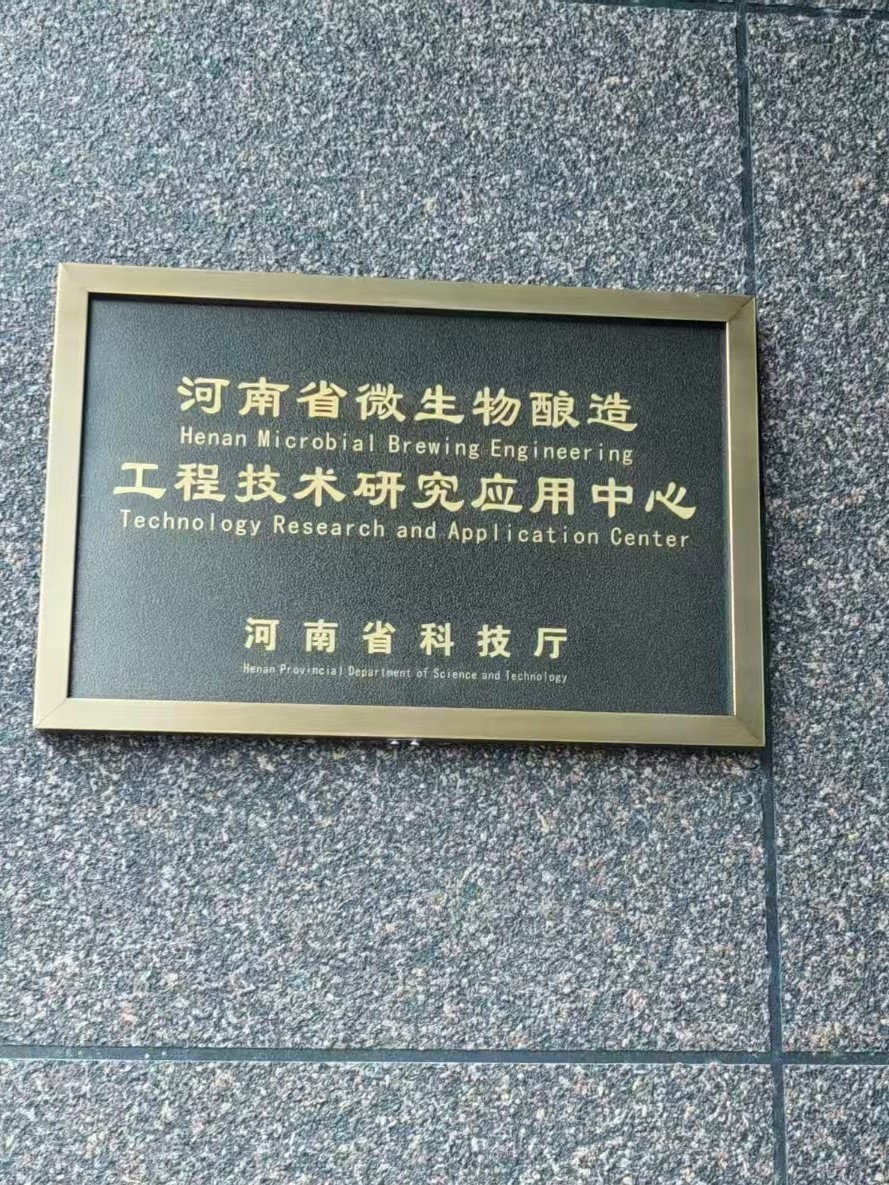 河南省微生物酿造
Henan Microbial Brewing Engineering
工程技术研究应用中心
Technology Research and Application Center
河南省科技厅
Henan Provincial Department of Science and Technology